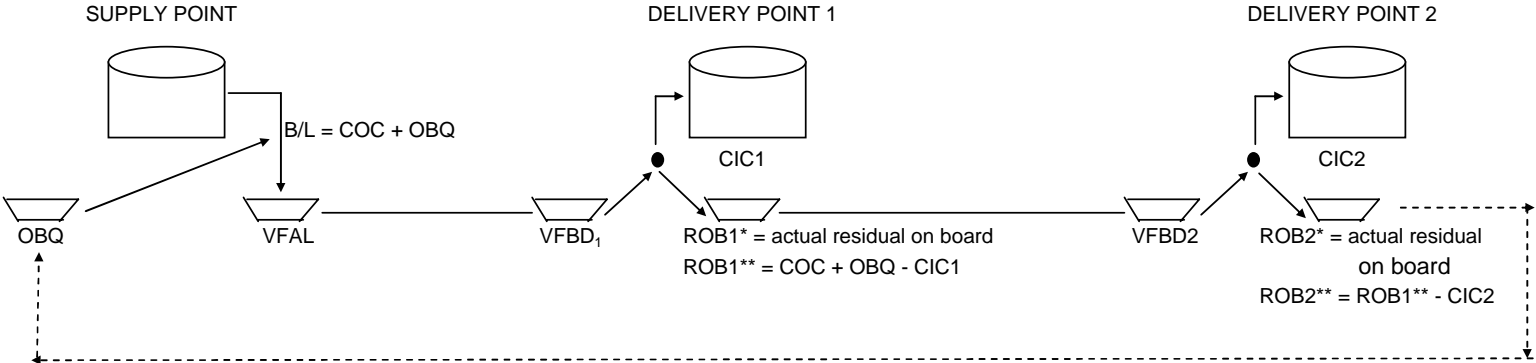 SUPPLY POINT
DELIVERY POINT 1
DELIVERY POINT 2
B/L = COC + OBQ
CIC1
CIC2
OBQ
VFAL
VFBD₁
ROB1* = actual residual on board
ROB1** = COC + OBQ - CIC1
VFBD2
ROB2* = actual residual
on board
ROB2** = ROB1** - CIC2